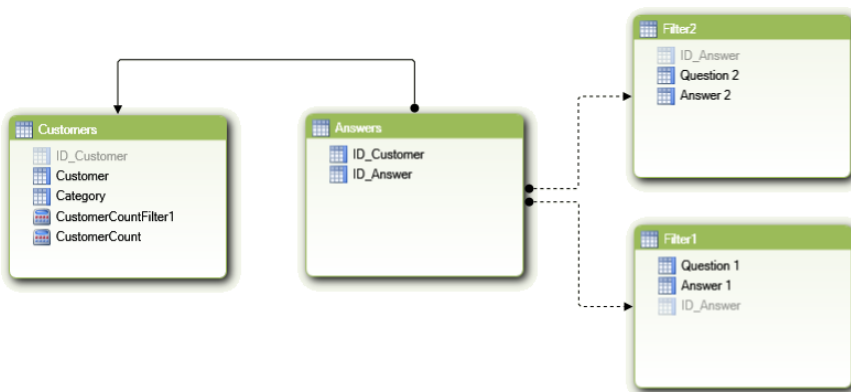 Customers
ID_Customer
Customer
Category
CustomerCountFilter1
CustomerCount
Answers
ID_Customer
ID_Answer
Filter2
ID_Answer
Question 2
Answer 2
Filter1
Question 1
Answer 1
ID_Answer